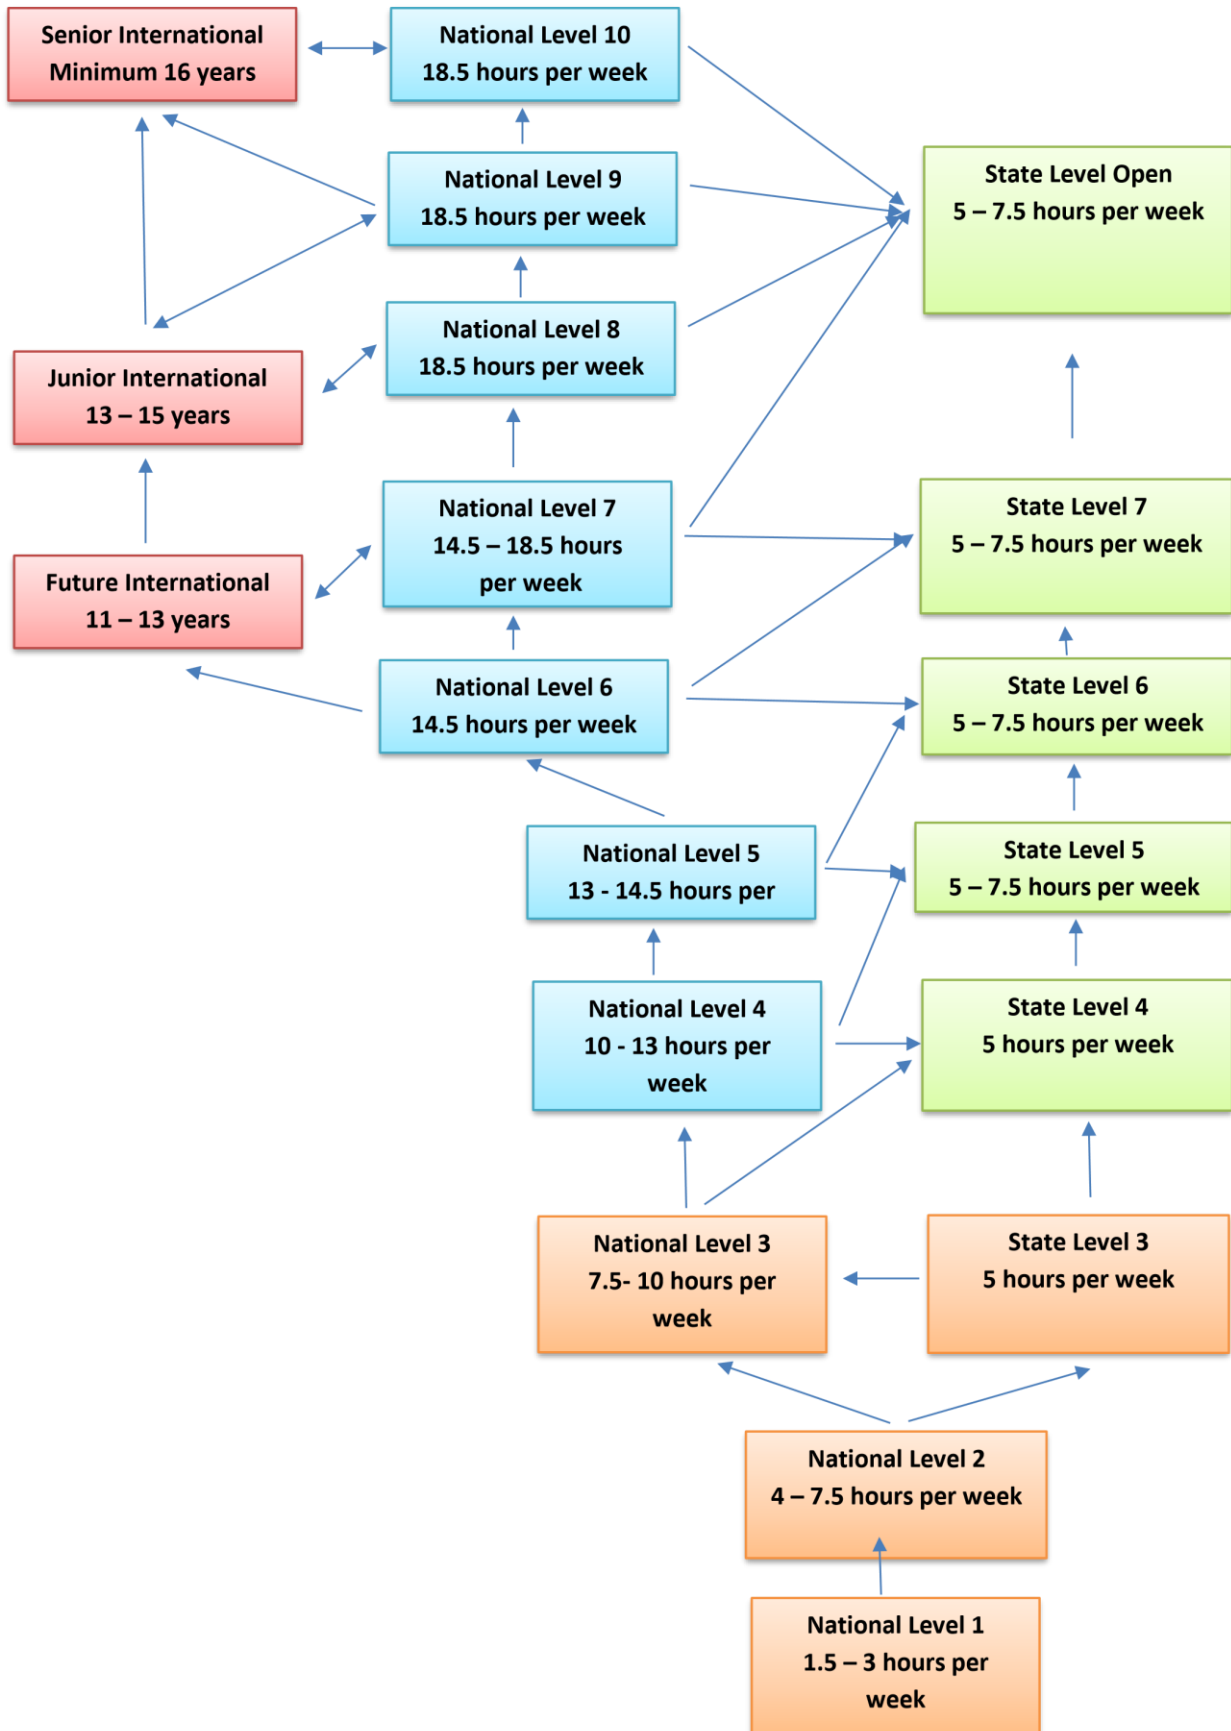 Senior International
Minimum 16 years
National Level 10
18.5 hours per week
National Level 9
18.5 hours per week
State Level Open
5 – 7.5 hours per week
National Level 8
18.5 hours per week
Junior International
13 – 15 years
National Level 7
14.5 – 18.5 hours
per week
State Level 7
5 – 7.5 hours per week
Future International
11 – 13 years
National Level 6
14.5 hours per week
State Level 6
5 – 7.5 hours per week
National Level 5
13 - 14.5 hours per
State Level 5
5 – 7.5 hours per week
National Level 4
10 - 13 hours per
week
State Level 4
5 hours per week
National Level 3
7.5- 10 hours per
week
State Level 3
5 hours per week
National Level 2
4 – 7.5 hours per week
National Level 1
1.5 – 3 hours per
week